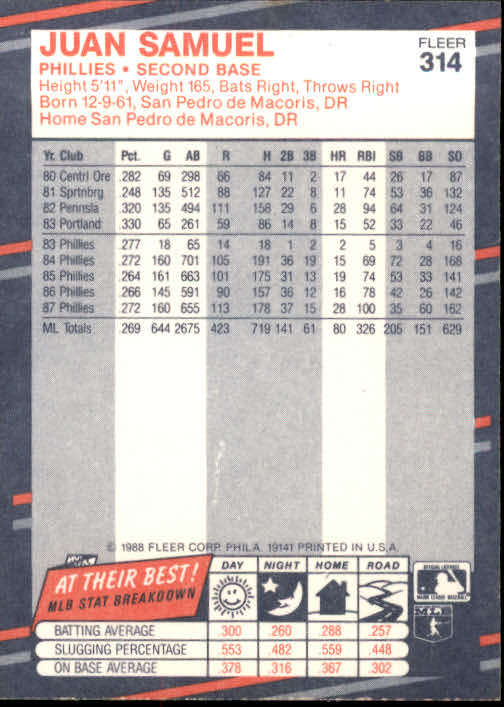 JUAN SAMUEL
FLEER
314
PHILLIES • SECOND BASE
Height 5'11", Weight 165, Bats Right, Throws Right
Born 12-9-61, San Pedro de Macoris, DR
Home San Pedro de Macoris, DR
Yr. Club Pct. G AB R H 2B 3B HR RBI SB BB SO
80 Centrl Ore .282 69 298 66 84 11 2 17 44 26 17 87
81 Sprtnbrg .248 135 512 88 127 22 8 11 74 53 36 132
82 Pennsla .320 135 494 111 158 29 6 28 94 64 31 124
83 Portland .330 65 261 59 86 14 8 15 52 33 22 46
83 Phillies .277 18 65 14 18 1 2 2 5 3 4 16
84 Phillies .272 160 701 105 191 36 19 15 69 72 28 168
85 Phillies .264 161 663 101 175 31 13 19 74 53 33 141
86 Phillies .266 145 591 90 157 36 12 16 78 42 26 142
87 Phillies .272 160 655 113 178 37 15 28 100 35 60 162
ML Totals .269 644 2675 423 719 141 61 80 326 205 151 629
© 1988 FLEER CORP. PHILA. 19141 PRINTED IN U.S.A.
AT THEIR BEST!
MLB STAT BREAKDOWN
DAY NIGHT HOME ROAD
BATTING AVERAGE .300 .260 .288 .257
SLUGGING PERCENTAGE .553 .482 .559 .448
ON BASE AVERAGE .378 .316 .367 .302
OFFICIAL LICENSEE
MAJOR LEAGUE BASEBALL